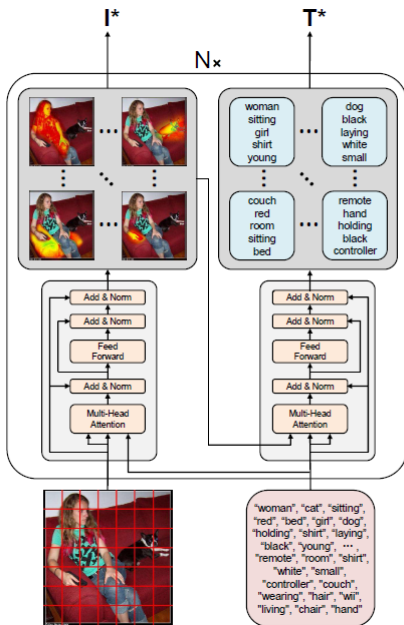 I* T*
N×
woman
sitting
girl
shirt
young
dog
black
laying
white
small
couch
red
room
sitting
bed
remote
hand
holding
black
controller
Add & Norm
Add & Norm
Feed
Forward
Add & Norm
Multi-Head
Attention
Add & Norm
Add & Norm
Feed
Forward
Add & Norm
Multi-Head
Attention
"woman", "cat", "sitting",
"red", "bed", "girl", "dog",
"holding", "shirt", "laying",
"black", "young", ··· ,
"remote", "room", "shirt",
"white", "small",
"controller", "couch",
"wearing", "hair", "wii"
"living", "chair", "hand"